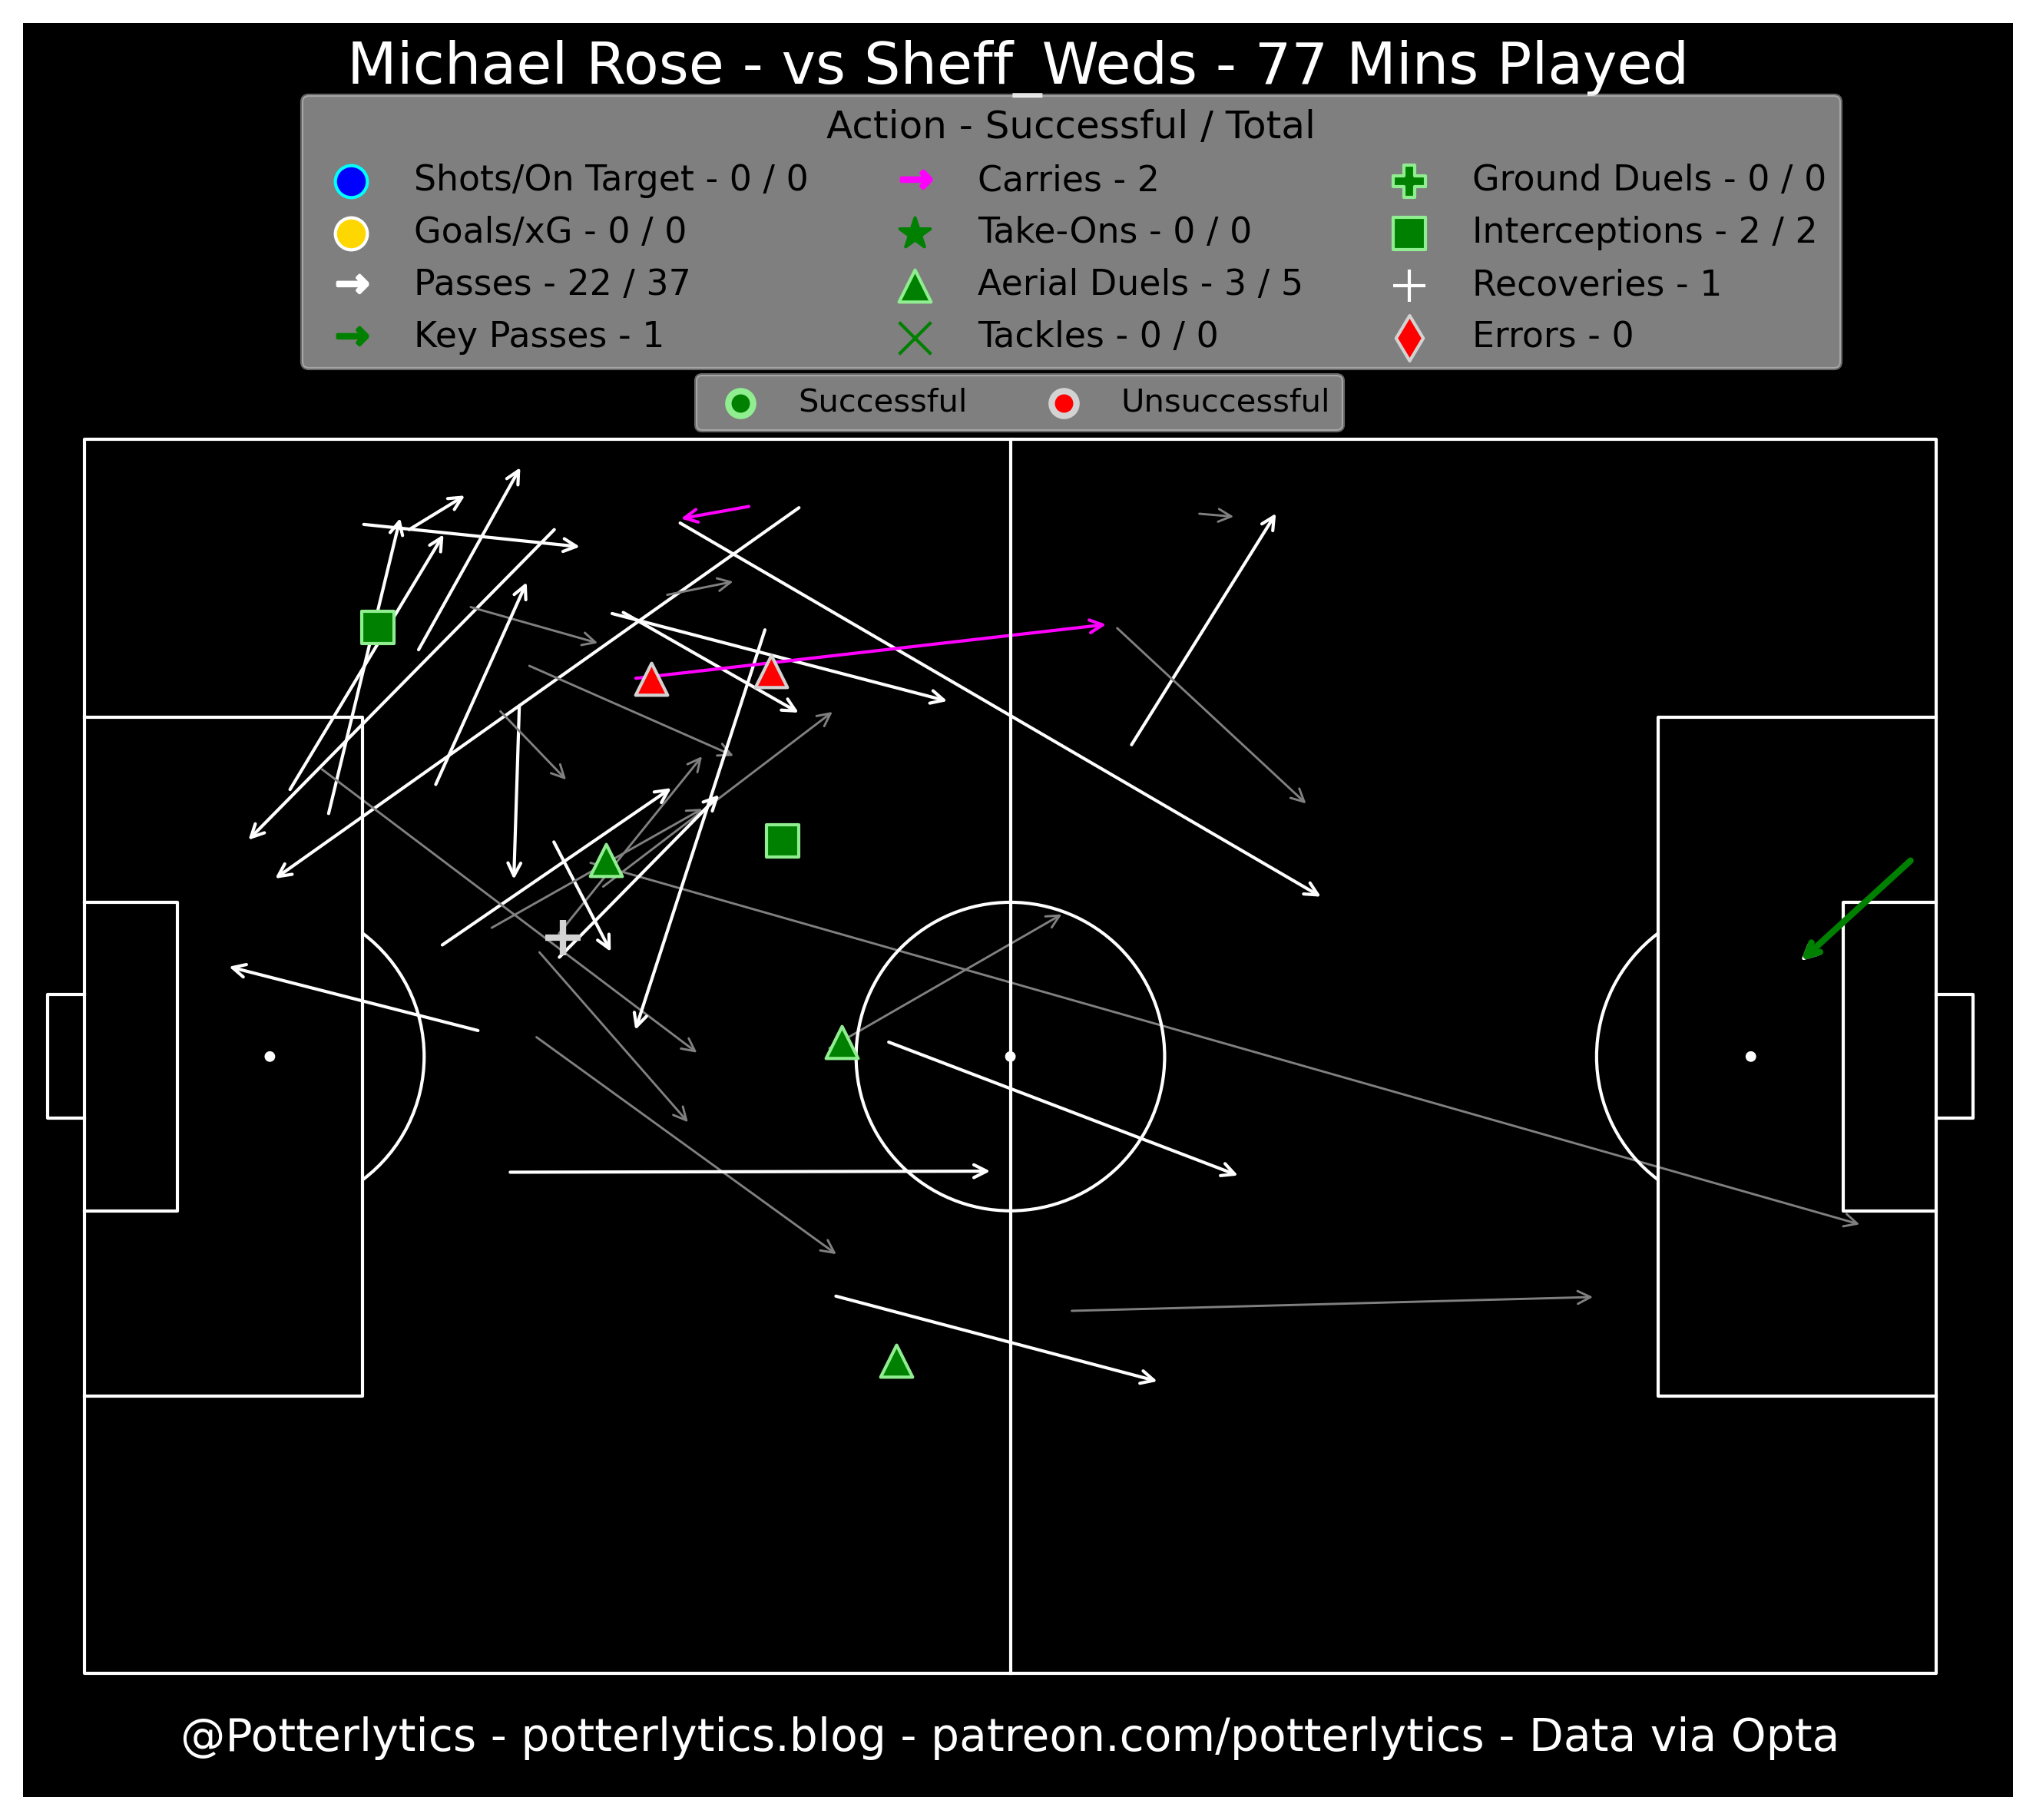 Michael Rose - vs Sheff_Weds - 77 Mins Played
Action - Successful / Total
Shots/On Target - 0 / 0
Goals/xG - 0 / 0
Passes - 22 / 37
Key Passes - 1
Carries - 2
Take-Ons - 0 / 0
Aerial Duels - 3 / 5
Tackles - 0 / 0
Ground Duels - 0 / 0
Interceptions - 2 / 2
Recoveries - 1
Errors - 0
Successful
Unsuccessful
@Potterlytics - potterlytics.blog - patreon.com/potterlytics - Data via Opta